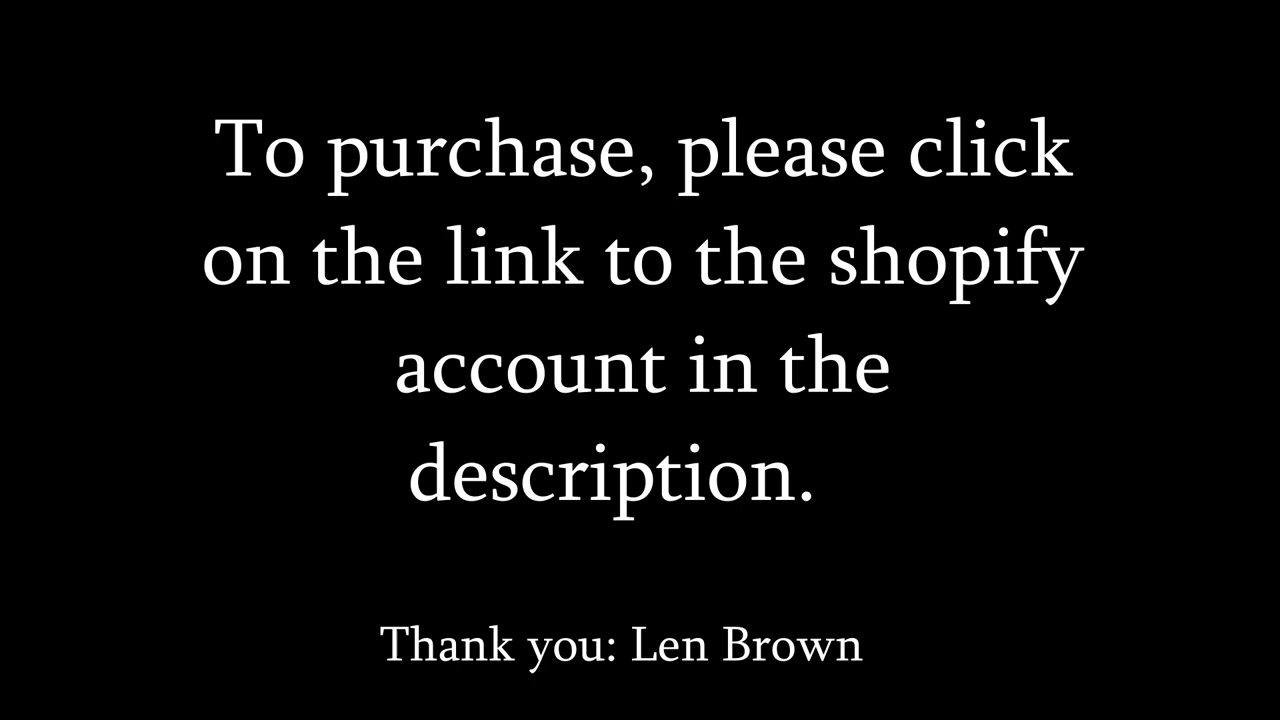 To purchase, please click
on the link to the shopify
account in the
description.
Thank you: Len Brown